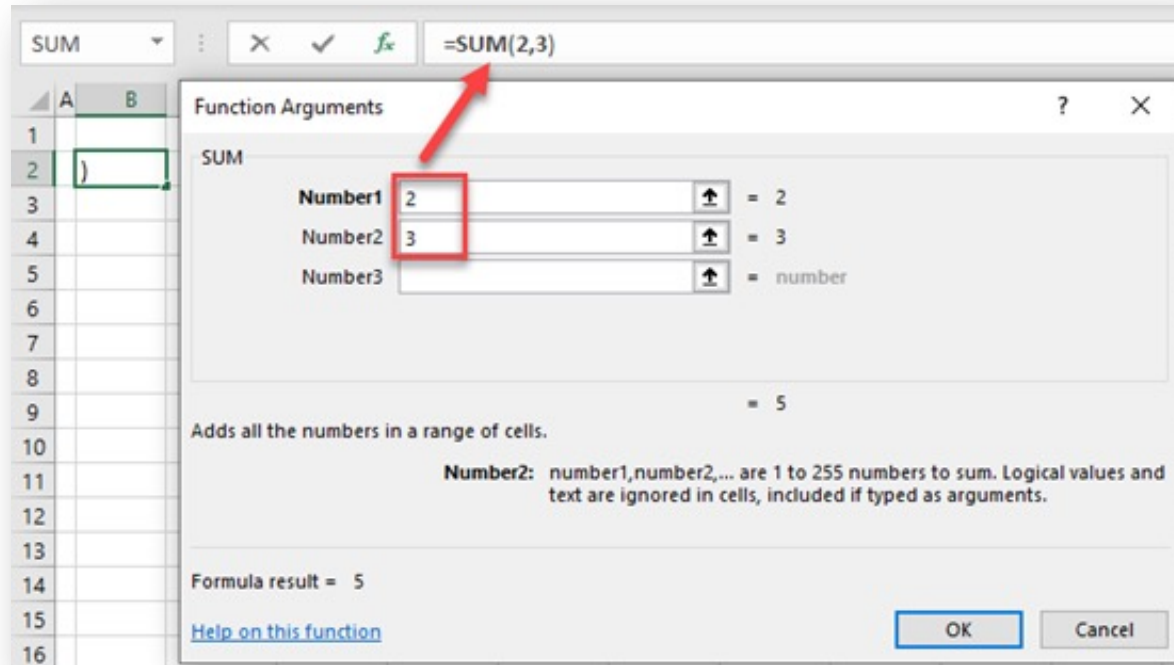 SUM
fx
=SUM(2,3)
A B
Function Arguments ?
1
SUM
2 )
Number1 2 = 2
3
Number2 3 = 3
4
5
Number3 = number
6
7
8
9
= 5
Adds all the numbers in a range of cells.
10
11
Number2: number1,number2,... are 1 to 255 numbers to sum. Logical values and
text are ignored in cells, included if typed as arguments.
12
13
14
Formula result = 5
15
Help on this function OK Cancel
16